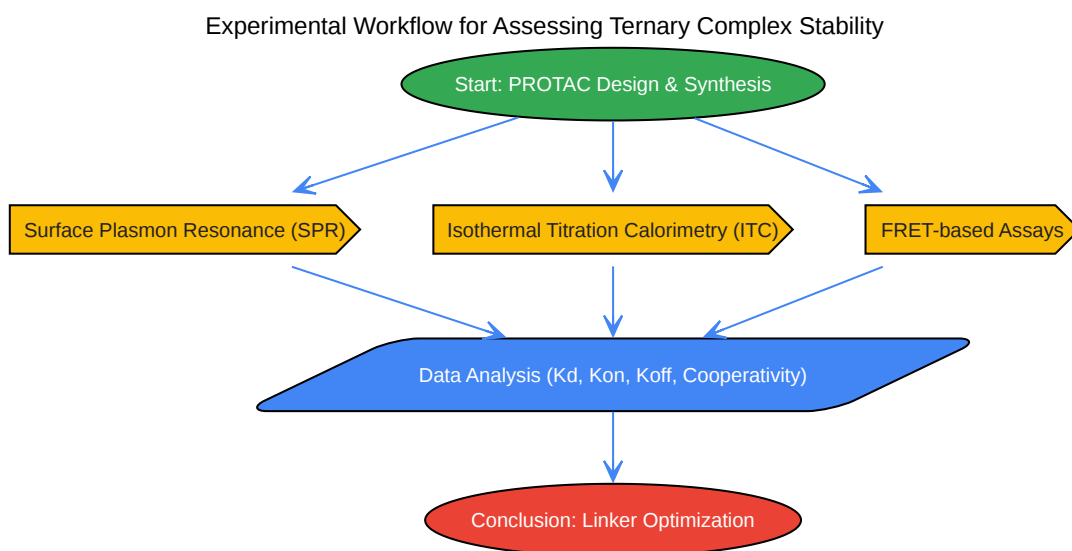 Experimental Workflow for Assessing Ternary Complex Stability
Start: PROTAC Design & Synthesis
Surface Plasmon Resonance (SPR)
Isothermal Titration Calorimetry (ITC)
FRET-based Assays
Data Analysis (Kd, Kon, Koff, Cooperativity)
Conclusion: Linker Optimization